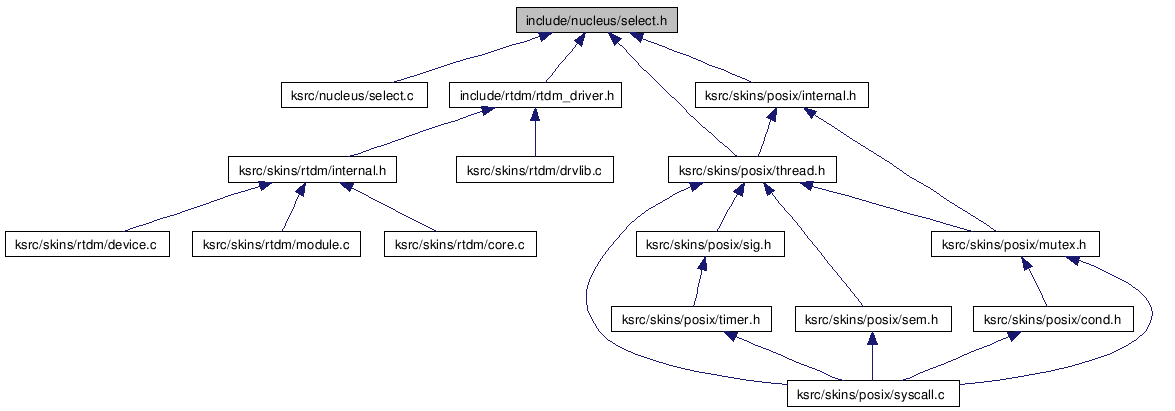 include/nucleus/select.h
ksrc/nucleus/select.c
include/rtdm/rtdm_driver.h
ksrc/skins/posix/internal.h
ksrc/skins/rtdm/internal.h
ksrc/skins/rtdm/drvlib.c
ksrc/skins/posix/thread.h
ksrc/skins/rtdm/device.c
ksrc/skins/rtdm/module.c
ksrc/skins/rtdm/core.c
ksrc/skins/posix/sig.h
ksrc/skins/posix/mutex.h
ksrc/skins/posix/timer.h
ksrc/skins/posix/sem.h
ksrc/skins/posix/cond.h
ksrc/skins/posix/syscall.c